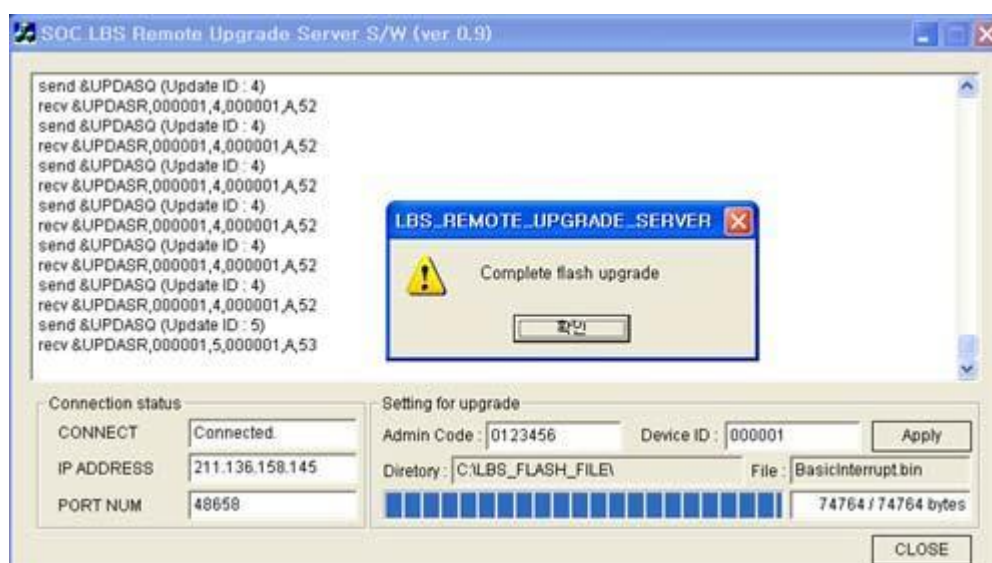 SOC LBS Remote Upgrade Server S/W (ver 0.9)
send &UPDASQ (Update ID : 4)
recv &UPDASR,000001,4,000001,A,52
send &UPDASQ (Update ID : 4)
recv &UPDASR,000001,4,000001,A,52
send &UPDASQ (Update ID : 4)
recv &UPDASR,000001,4,000001,A,52
send &UPDASQ (Update ID : 4)
recv &UPDASR,000001,4,000001,A,52
send &UPDASQ (Update ID : 4)
recv &UPDASR,000001,4,000001,A,52
send &UPDASQ (Update ID : 4)
recv &UPDASR,000001,4,000001,A,52
send &UPDASQ (Update ID : 5)
recv &UPDASR,000001,5,000001,A,53
LBS_REMOTE_UPGRADE_SERVER
Complete flash upgrade
확인
Connection status
CONNECT Connected.
IP ADDRESS 211.136.158.145
PORT NUM 48658
Setting for upgrade
Admin Code : 0123456 Device ID : 000001 Apply
Diretory : C:\LBS_FLASH_FILE\ File : BasicInterrupt.bin
74764 / 74764 bytes
CLOSE